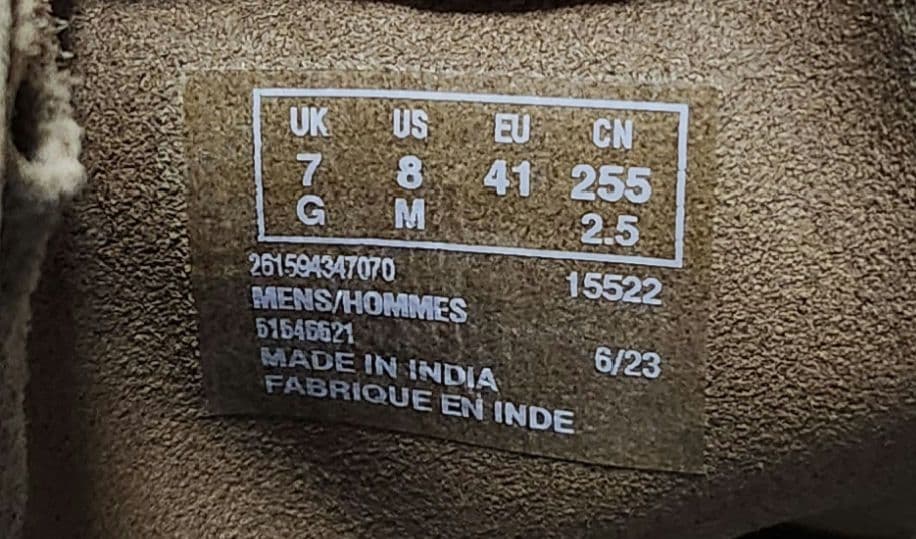 UK US EU CN
7 8 41 255
G M 2.5
261594347070 15522
MENS/HOMMES
61646621 6/23
MADE IN INDIA
FABRIQUE EN INDE